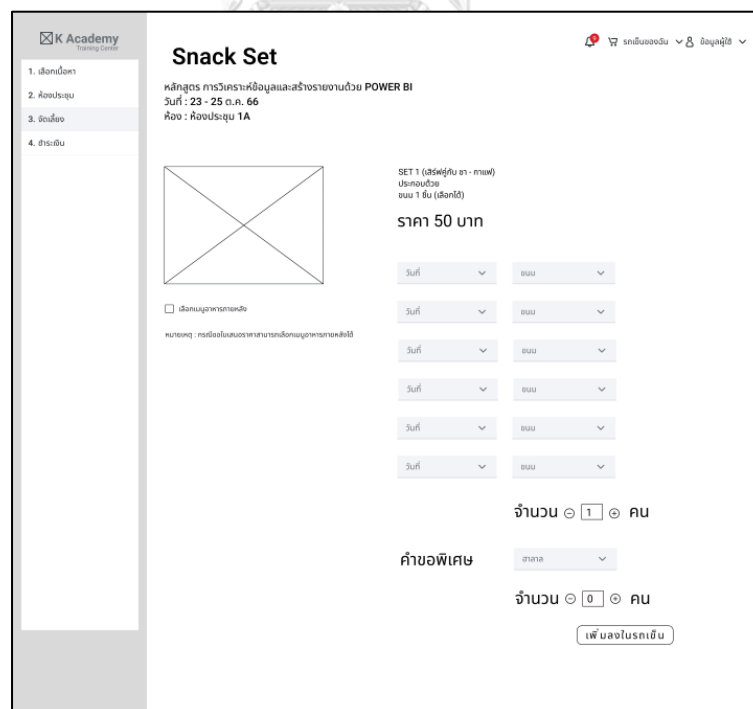 K Academy
Training Center
1. เลือกเนื้อหา
2. ห้องประชุม
3. จัดเลี้ยง
4. ชำระเงิน
รถเข็นของฉัน
ข้อมูลผู้ใช้
Snack Set
หลักสูตร การวิเคราะห์ข้อมูลและสร้างรายงานด้วย POWER BI
วันที่ : 23 - 25 ต.ค. 66
ห้อง : ห้องประชุม 1A
SET 1 (เสิร์ฟคู่กับ ชา - กาแฟ)
ประกอบด้วย
ขนม 1 ชิ้น (เลือกได้)
ราคา 50 บาท
เลือกเมนูอาหารภายหลัง
หมายเหตุ : กรณีขอใบเสนอราคาสามารถเลือกเมนูอาหารภายหลังได้
วันที่ ขนม
วันที่ ขนม
วันที่ ขนม
วันที่ ขนม
วันที่ ขนม
วันที่ ขนม
จำนวน 1 คน
คำขอพิเศษ ฮาลาล
จำนวน 0 คน
เพิ่มลงในรถเข็น